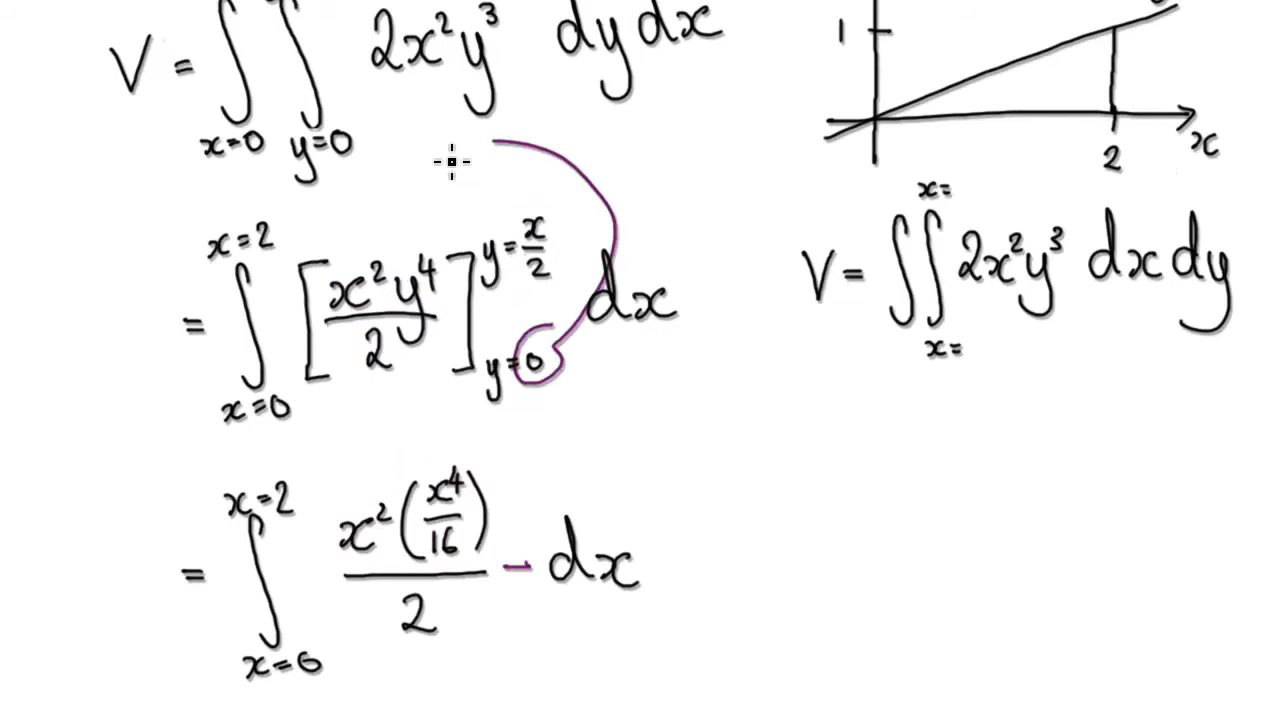 V = ∫ ∫ 2x²y³ dy dx
x=0 y=0
= ∫ [x²y⁴/2] dx
x=2
x=0
y=x/2
y=0
= ∫ x²(x⁴/16)/2 - dx
x=2
x=0
1
2
x
V = ∫∫ 2x²y³ dx dy
x=
x=